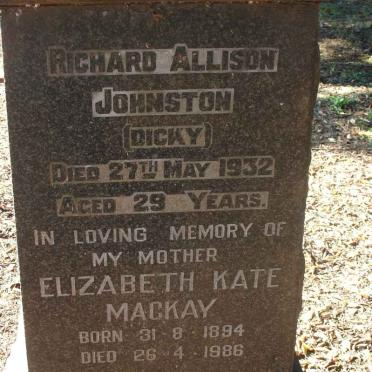 RICHARD ALLISON
JOHNSTON
(DICKY)
DIED 27TH MAY 1932
AGED 29 YEARS.
IN LOVING MEMORY OF
MY MOTHER
ELIZABETH KATE
MACKAY
BORN 31-8-1894
DIED 26-4-1986